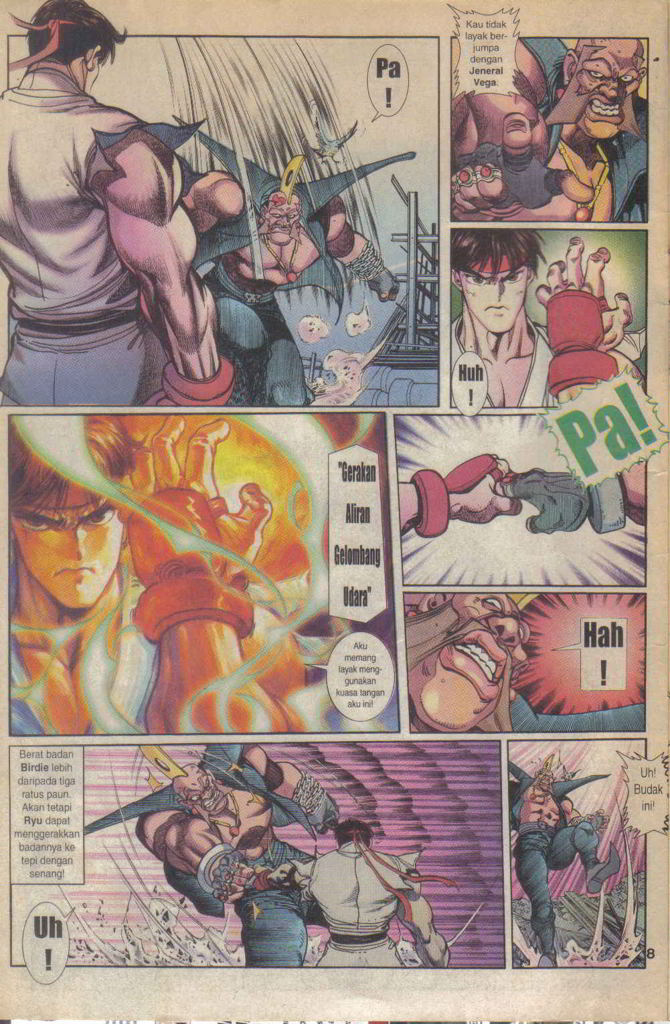 Pa
!
Kau tidak
layak ber-
jumpa
dengan
Jeneral
Vega.
Huh
!
Pa!
"Gerakan
Aliran
Gelombang
Udara"
Aku
memang
layak meng-
gunakan
kuasa tangan
aku ini!
Hah
!
Berat badan
Birdie lebih
daripada tiga
ratus paun.
Akan tetapi
Ryu dapat
menggerakkan
badannya ke
tepi dengan
senang!
Uh
!
Uh!
Budak
ini!
8